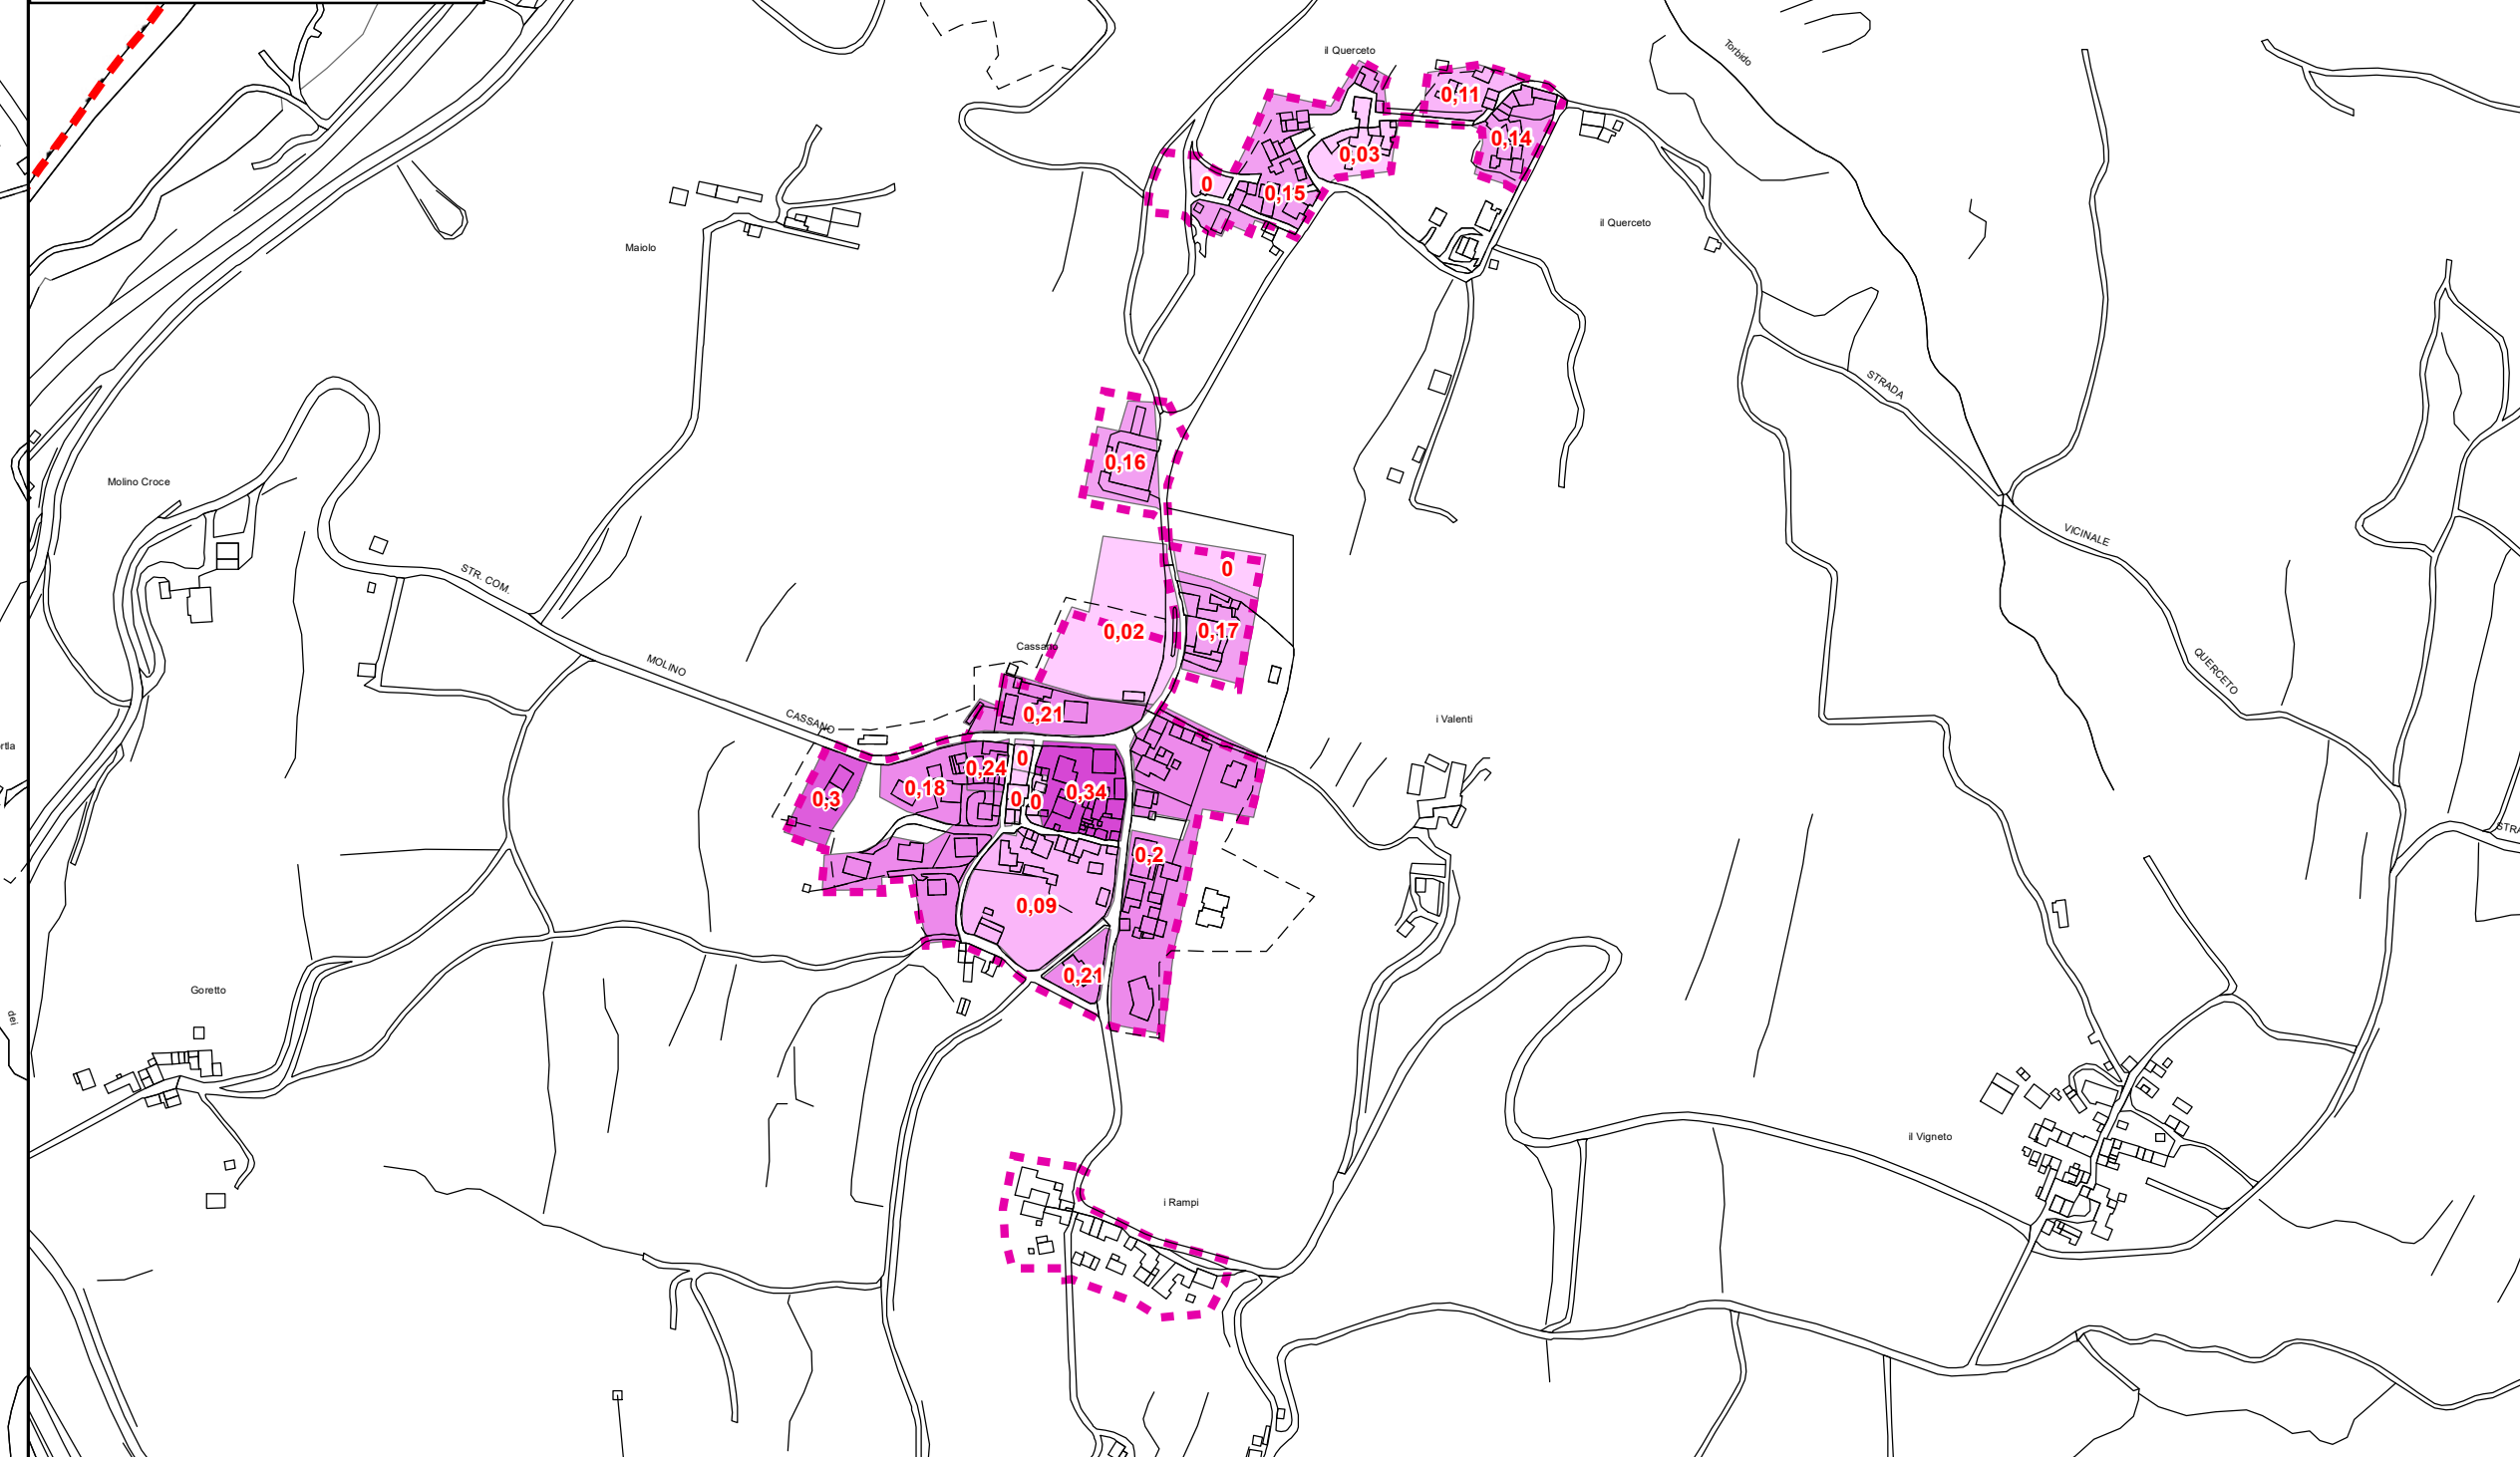 il Querceto
Torbido
0,11
0,14
0,03
0
0,15
il Querceto
Maiolo
STRADA
0,16
Molino Croce
VICINALE
0
STR. COM.
0,02
0,17
Cassano
MOLINO
QUERCETO
0,21
CASSANO
i Valenti
0
0,24
0,18
0,34
0,3
0
0
0,2
0,09
0,21
Goretto
dei
il Vigneto
i Rampi